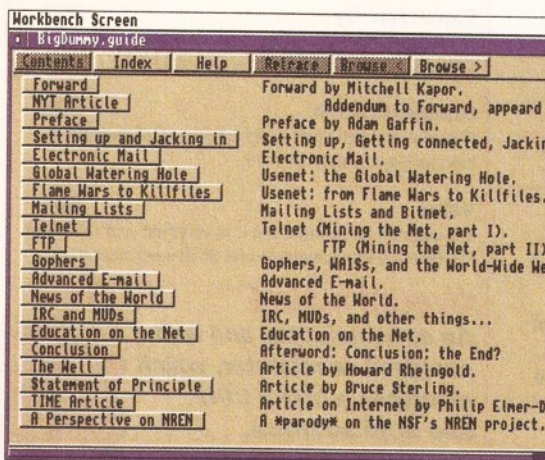 Workbench Screen
BigDummy.guide
Contents Index Help Retrace Browse < Browse >
Forward Forward by Mitchell Kapor.
NYT Article Addendum to Forward, appeard
Preface Preface by Adam Gaffin.
Setting up and Jacking in Setting up, Getting connected, Jackin
Electronic Mail Electronic Mail.
Global Watering Hole Usenet: the Global Watering Hole.
Flame Wars to Killfiles Usenet: from Flame Wars to Killfiles.
Mailing Lists Mailing Lists and Bitnet.
Telnet Telnet (Mining the Net, part I).
FTP FTP (Mining the Net, part II)
Gophers Gophers, WAISs, and the World-Wide We
Advanced E-mail Advanced E-mail.
News of the World News of the World.
IRC and MUDs IRC, MUDs, and other things...
Education on the Net Education on the Net.
Conclusion Afterword: Conclusion: the End?
The Well Article by Howard Rheingold.
Statement of Principle Article by Bruce Sterling.
TIME Article Article on Internet by Philip Elmer-D
A Perspective on NREN A *parody* on the NSF's NREN project.